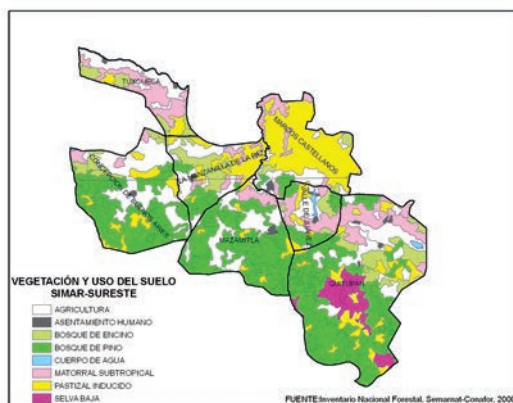 TUXCUECA
MARCOS CASTELLANOS
LA MANZANILLA DE LA PAZ
CONCEPCIÓN DE BUENOS AIRES
VALLE DE JUÁREZ
MAZAMITLA
QUITUPAN
VEGETACIÓN Y USO DEL SUELO
SIMAR-SURESTE
AGRICULTURA
ASENTAMIENTO HUMANO
BOSQUE DE ENCINO
BOSQUE DE PINO
CUERPO DE AGUA
MATORRAL SUBTROPICAL
PASTIZAL INDUCIDO
SELVA BAJA
FUENTE:Inventario Nacional Forestal, Semarnat-Conafor, 2000